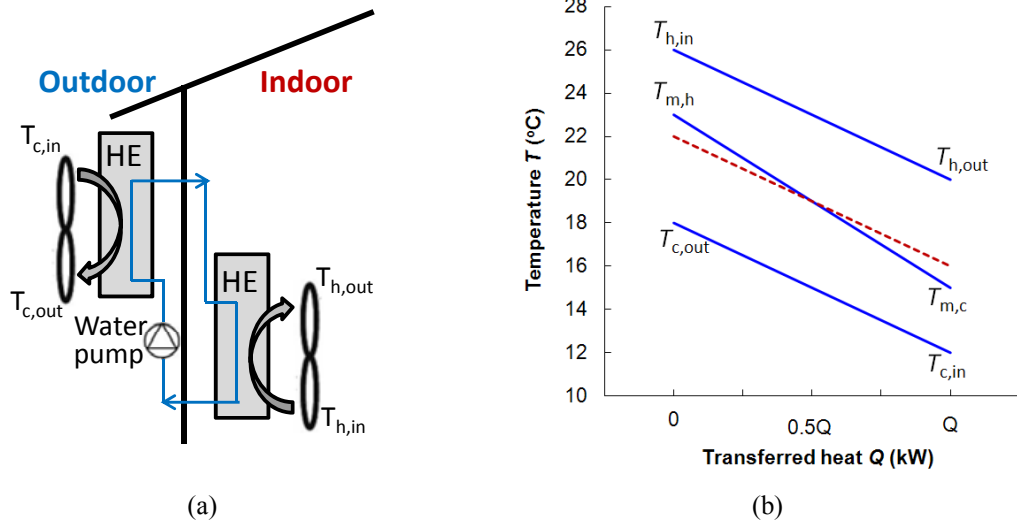 Outdoor Indoor
T_c,in
HE
T_c,out
Water
pump
HE
T_h,out
T_h,in
(a)
28
26
24
22
20
18
16
14
12
10
Temperature T (°C)
T_h,in
T_m,h
T_h,out
T_c,out
T_m,c
T_c,in
0 0.5Q Q
Transferred heat Q (kW)
(b)